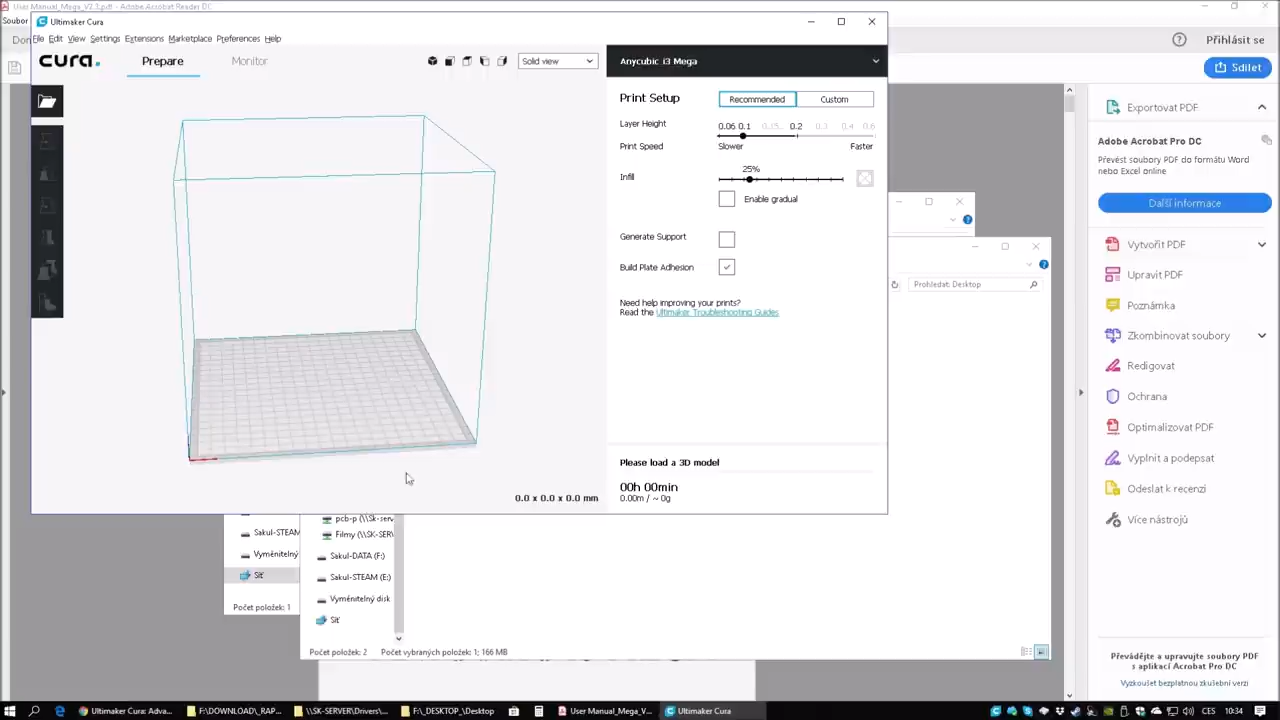 User Manual_Mega_V2.3.pdf - Adobe Acrobat Reader DC
Soubor
Ultimaker Cura
File Edit View Settings Extensions Marketplace Preferences Help
cura.
Prepare
Monitor
Solid view
Anycubic i3 Mega
Print Setup
Recommended
Custom
Layer Height
0.06 0.1 0.15 0.2 0.3 0.4 0.6
Print Speed
Slower
Faster
Infill
25%
Enable gradual
Generate Support
Build Plate Adhesion
Need help improving your prints?
Read the Ultimaker Troubleshooting Guides
Please load a 3D model
00h 00min
0.00m / ~ 0g
0.0 x 0.0 x 0.0 mm
Přihlásit se
Sdílet
Exportovat PDF
Adobe Acrobat Pro DC
Převést soubory PDF do formátu Word
nebo Excel online
Další informace
Vytvořit PDF
Upravit PDF
Poznámka
Zkombinovat soubory
Redigovat
Ochrana
Optimalizovat PDF
Vyplnit a podepsat
Odeslat k recenzi
Více nástrojů
Převádějte a upravujte soubory PDF
s aplikací Acrobat Pro DC
Vyzkoušet bezplatnou zkušební verzi
Prohledat: Desktop
Sakul-STEAM
Vyměnitelný
Síť
Počet položek: 1
pcb-p (\\Sk-serv
Filmy (\\SK-SER
Sakul-DATA (F:)
Sakul-STEAM (E:)
Vyměnitelný disk
Síť
Počet položek: 2 Počet vybraných položek: 1; 166 MB
Ultimaker Cura: Adva...
F:\DOWNLOAD\_RAP...
\\SK-SERVER\Drivers\...
F:\_DESKTOP_\Desktop
User Manual_Mega_V...
Ultimaker Cura
CES
10:34